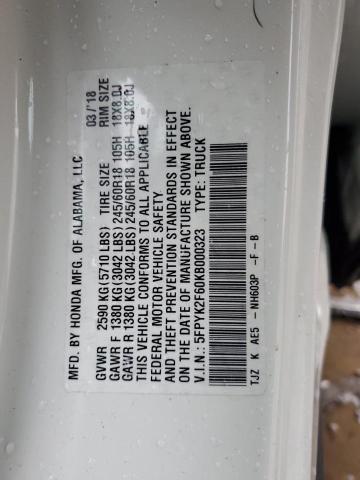 MFD. BY HONDA MFG. OF ALABAMA, LLC 03/'18
GVWR 2590 KG(5710 LBS) TIRE SIZE RIM SIZE
GAWR F 1380 KG(3042 LBS)245/60R18 105H 18X8.0J
GAWR R 1380 KG(3042 LBS)245/60R18 105H 18X8.0J
THIS VEHICLE CONFORMS TO ALL APPLICABLE
FEDERAL MOTOR VEHICLE SAFETY
AND THEFT PREVENTION STANDARDS IN EFFECT
ON THE DATE OF MANUFACTURE SHOWN ABOVE.
V.I.N.: 5FPYK2F60KB000323 TYPE: TRUCK
TJZ K AE5 - NH603P -F-B